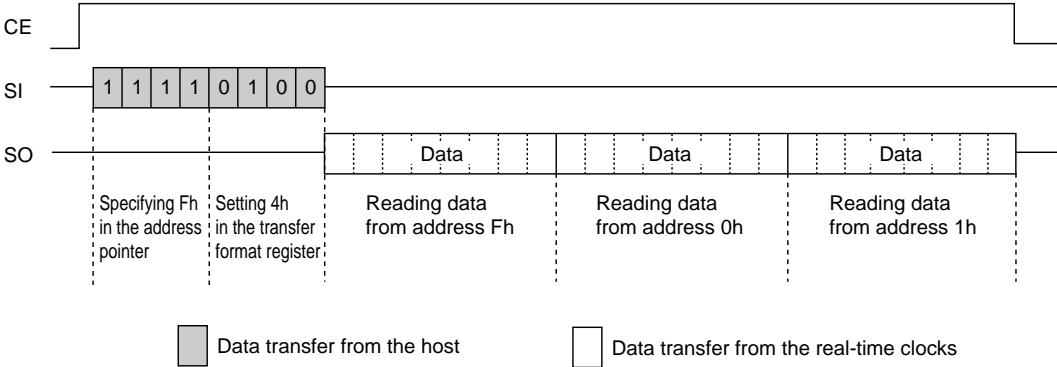 CE
SI
1 1 1 1 0 1 0 0
SO
Data Data Data
Specifying Fh
in the address
pointer
Setting 4h
in the transfer
format register
Reading data
from address Fh
Reading data
from address 0h
Reading data
from address 1h
Data transfer from the host
Data transfer from the real-time clocks